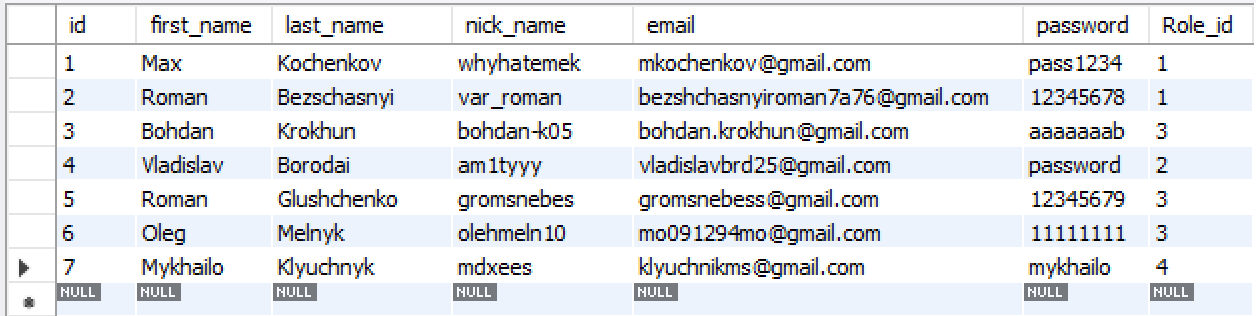 id first_name last_name nick_name email password Role_id
1 Max Kochenkov whyhatemek mkochenkov@gmail.com pass1234 1
2 Roman Bezschasnyi var_roman bezshchasnyiroman7a76@gmail.com 12345678 1
3 Bohdan Krokhun bohdan-k05 bohdan.krokhun@gmail.com aaaaaaab 3
4 Vladislav Borodai am1tyyy vladislavbrd25@gmail.com password 2
5 Roman Glushchenko gromsnebes gromsnebess@gmail.com 12345679 3
6 Oleg Melnyk olehmeln10 mo091294mo@gmail.com 11111111 3
7 Mykhailo Klyuchnyk mdxees klyuchnikms@gmail.com mykhailo 4
NULL NULL NULL NULL NULL NULL NULL